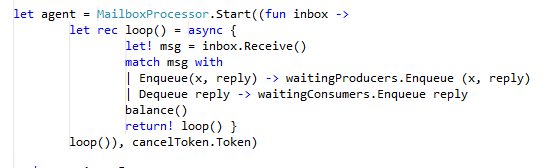 let agent = MailboxProcessor.Start((fun inbox ->
let rec loop() = async {
let! msg = inbox.Receive()
match msg with
| Enqueue(x, reply) -> waitingProducers.Enqueue (x, reply)
| Dequeue reply -> waitingConsumers.Enqueue reply
balance()
return! loop() }
loop()), cancelToken.Token)